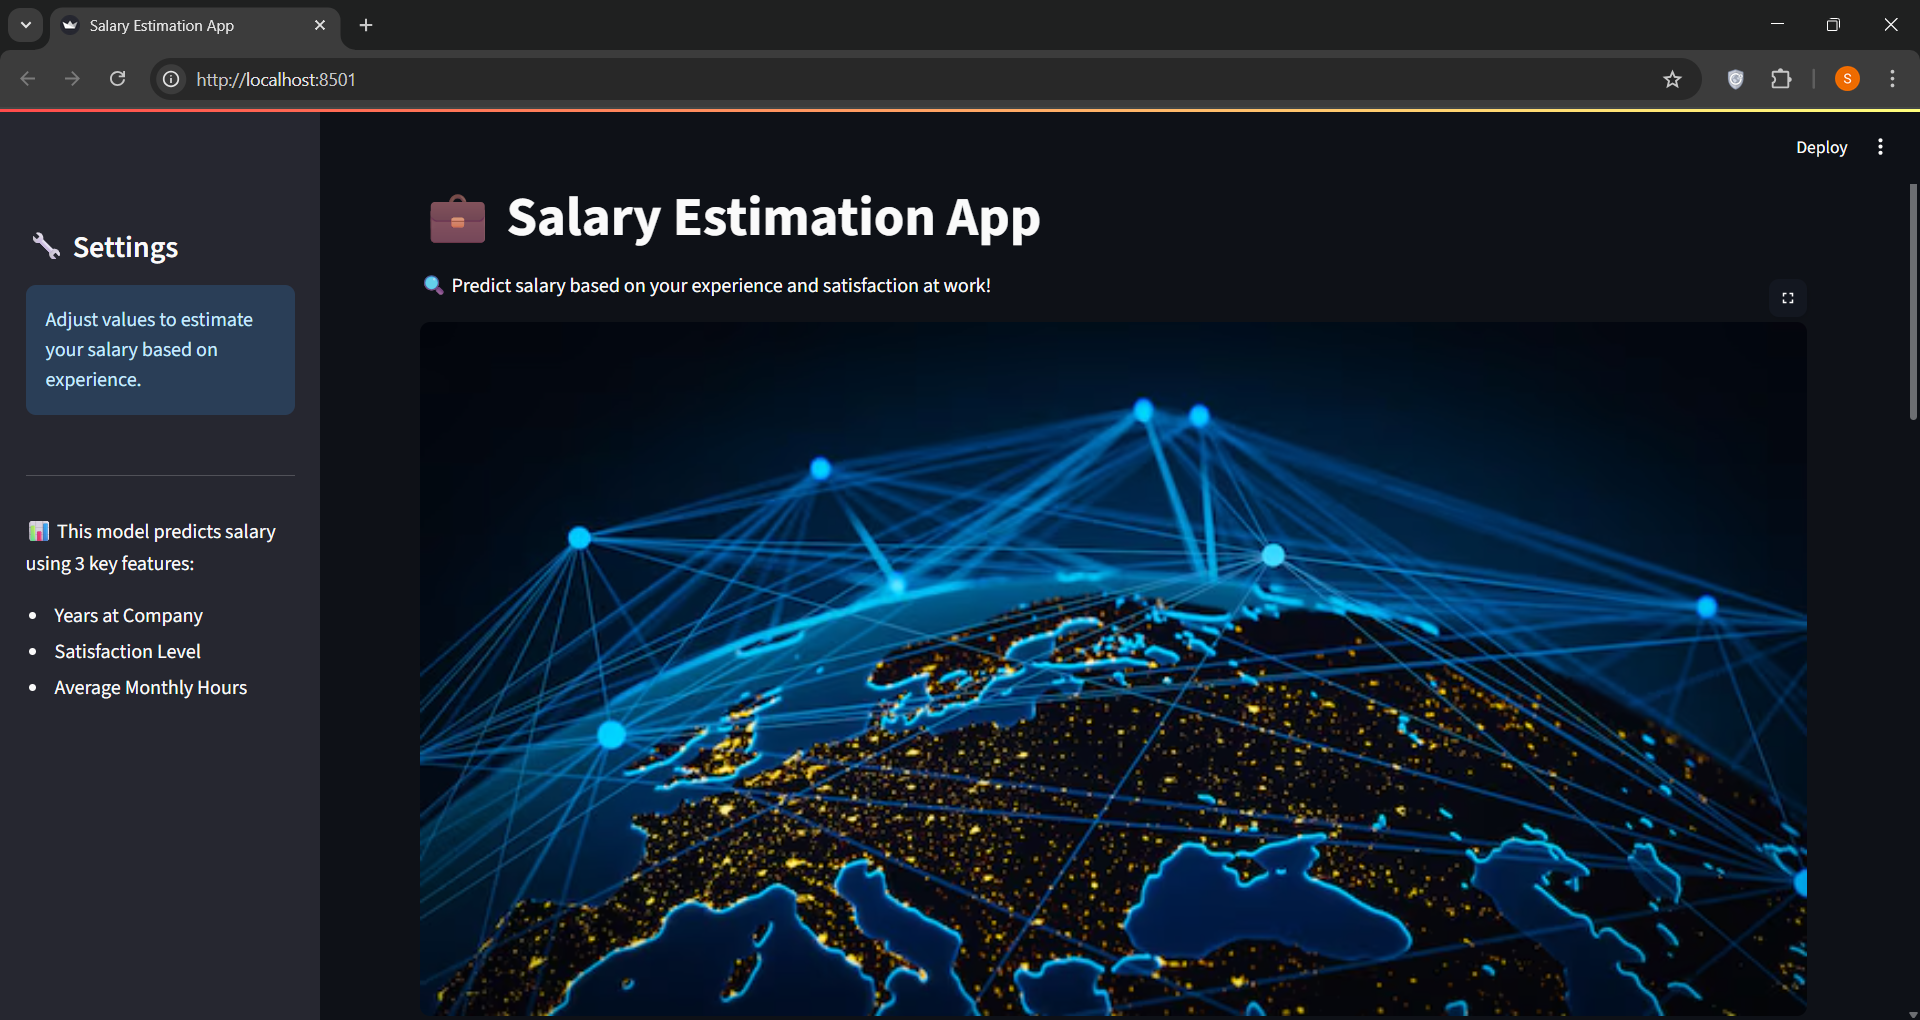 Salary Estimation App
http://localhost:8501
S
Deploy
Settings
Adjust values to estimate
your salary based on
experience.
This model predicts salary
using 3 key features:
Years at Company
Satisfaction Level
Average Monthly Hours
Salary Estimation App
Predict salary based on your experience and satisfaction at work!